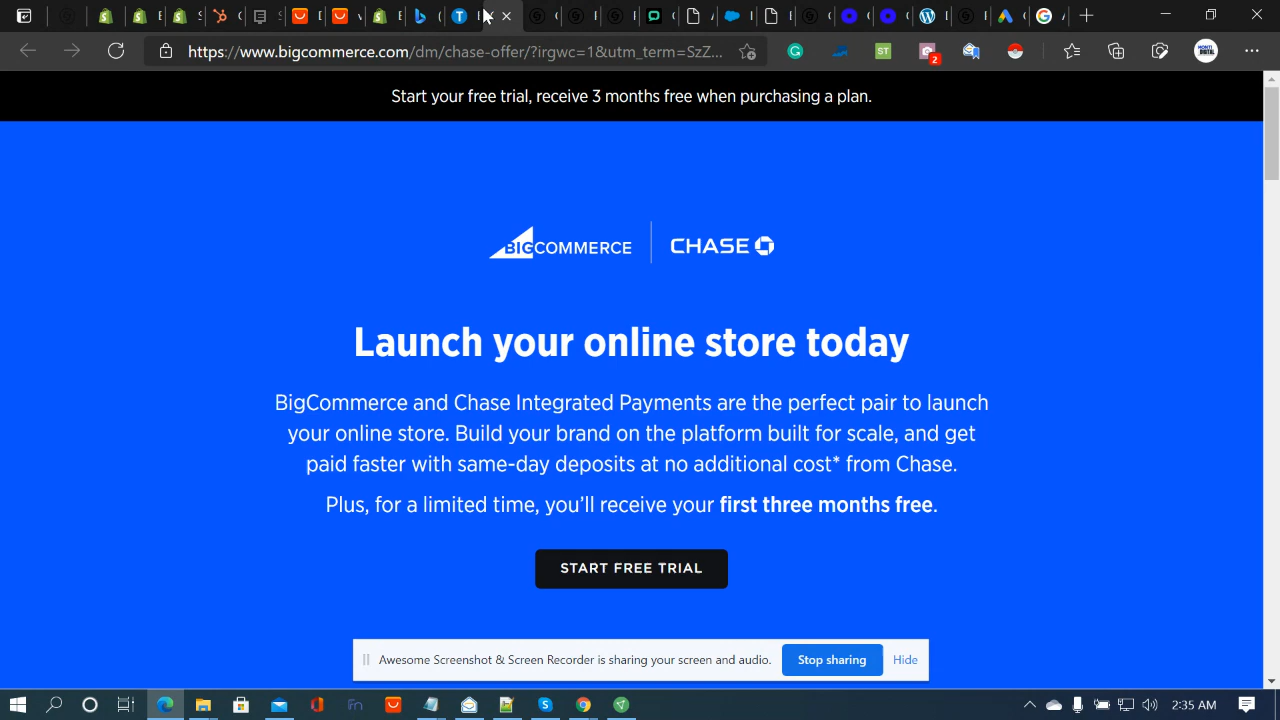 https://www.bigcommerce.com/dm/chase-offer/?irgwc=1&utm_term=SzZ...
ST
2
Start your free trial, receive 3 months free when purchasing a plan.
BIGCOMMERCE
CHASE
Launch your online store today
BigCommerce and Chase Integrated Payments are the perfect pair to launch
your online store. Build your brand on the platform built for scale, and get
paid faster with same-day deposits at no additional cost* from Chase.
Plus, for a limited time, you’ll receive your first three months free.
START FREE TRIAL
Awesome Screenshot & Screen Recorder is sharing your screen and audio.
Stop sharing
Hide
2:35 AM